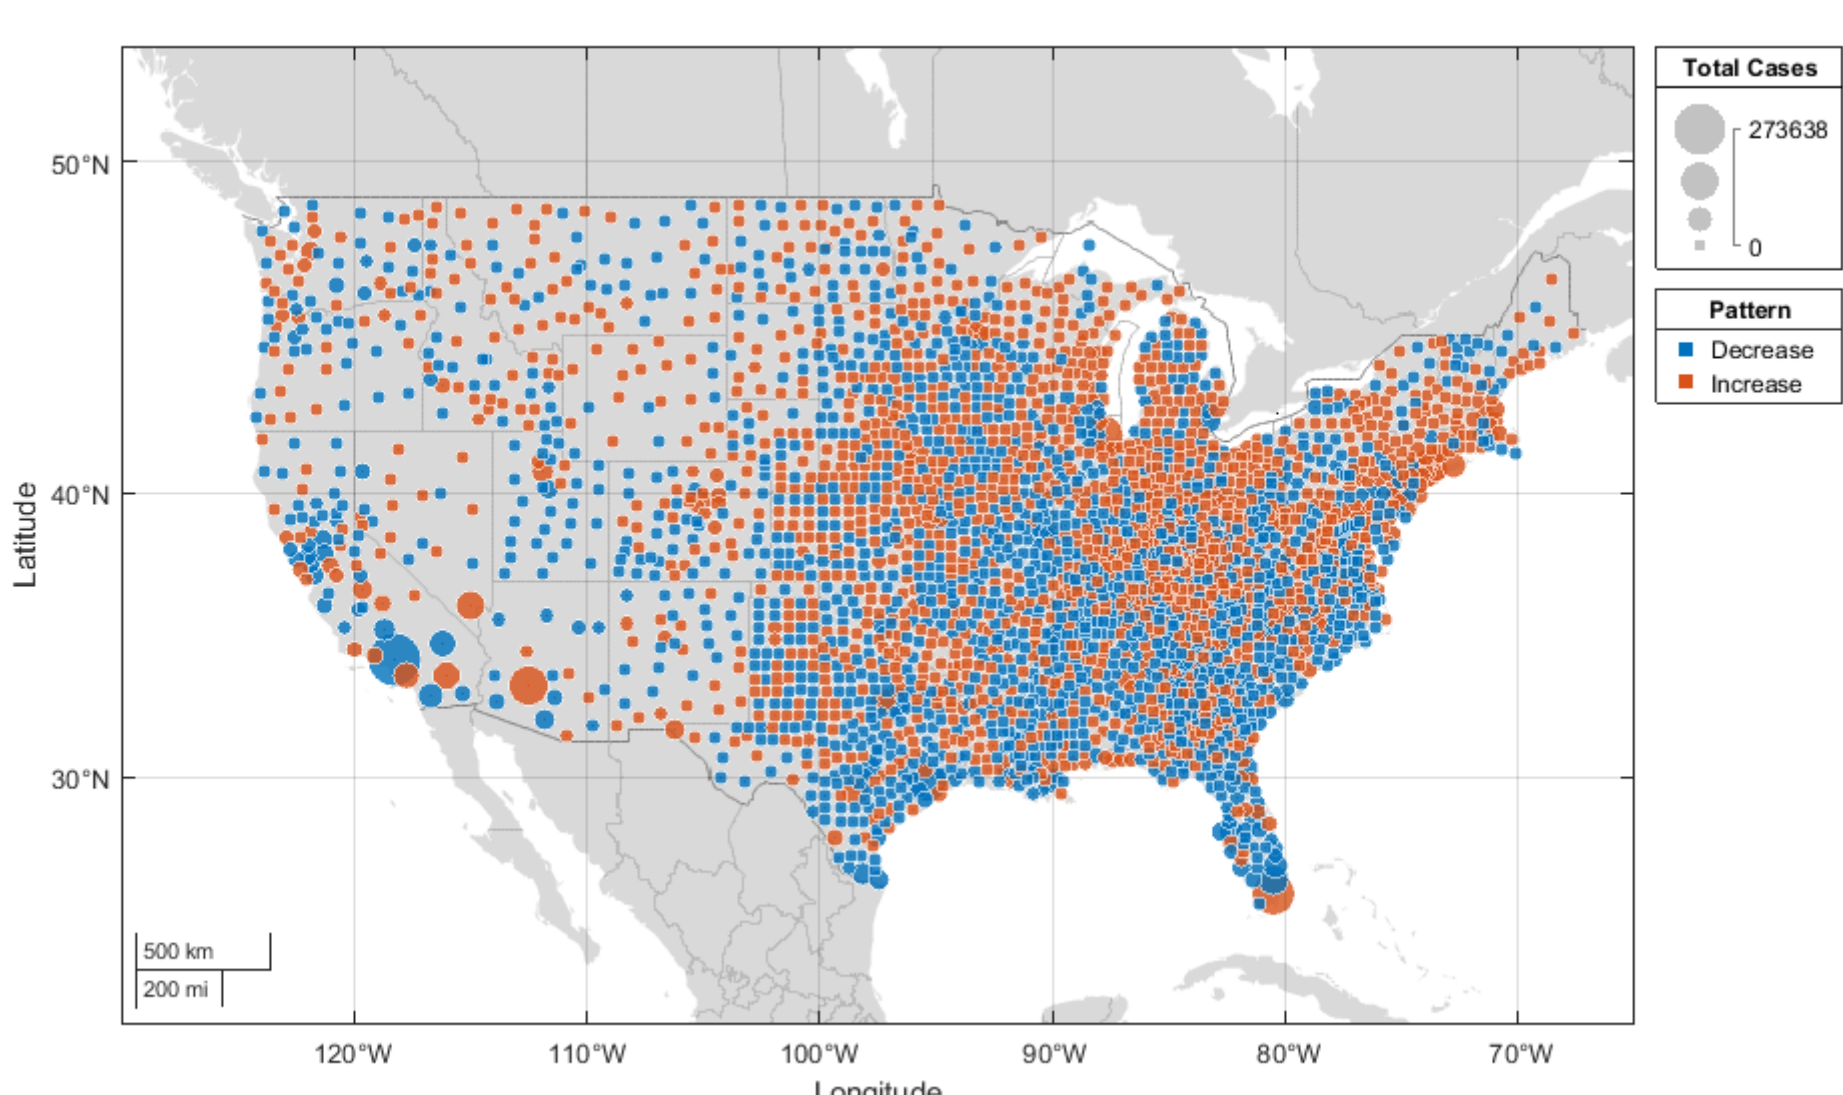 50°N
40°N
30°N
Latitude
500 km
200 mi
120°W
110°W
100°W
90°W
80°W
70°W
Longitude
Total Cases
273638
0
Pattern
Decrease
Increase